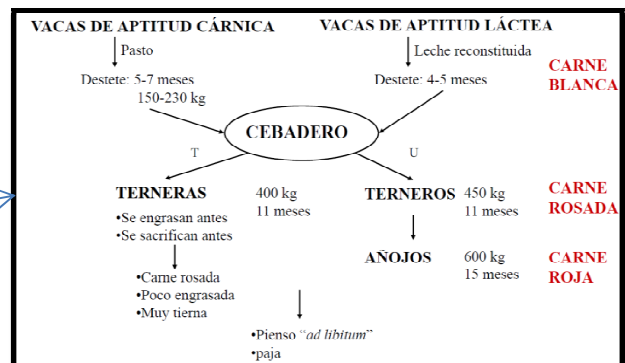 VACAS DE APTITUD CÁRNICA
VACAS DE APTITUD LÁCTEA
Pasto
Leche reconstituida
Destete: 5-7 meses
150-230 kg
Destete: 4-5 meses
CARNE
BLANCA
CEBADERO
T
U
TERNERAS
400 kg
11 meses
•Se engrasan antes
•Se sacrifican antes
TERNEROS
450 kg
11 meses
CARNE
ROSADA
AÑOJOS
600 kg
15 meses
CARNE
ROJA
•Carne rosada
•Poco engrasada
•Muy tierna
•Pienso “ad libitum”
•paja